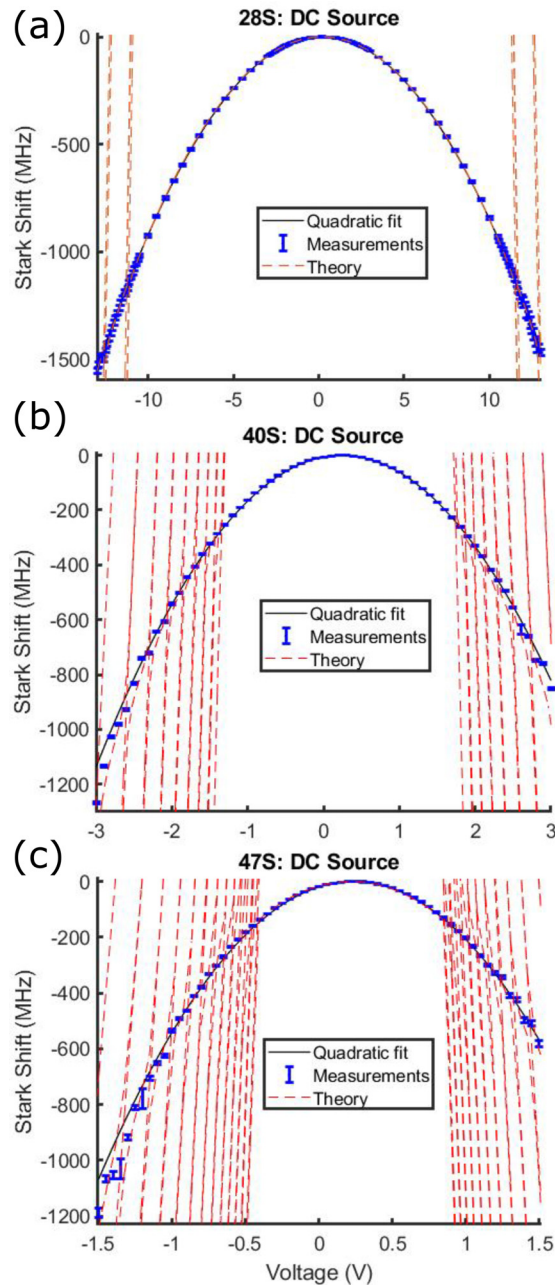 (a)
28S: DC Source
0
-500
-1000
-1500
Stark Shift (MHz)
Quadratic fit
Measurements
Theory
-10 -5 0 5 10
(b)
40S: DC Source
0
-200
-400
-600
-800
-1000
-1200
Stark Shift (MHz)
Quadratic fit
Measurements
Theory
-3 -2 -1 0 1 2 3
(c)
47S: DC Source
0
-200
-400
-600
-800
-1000
-1200
Stark Shift (MHz)
Quadratic fit
Measurements
Theory
-1.5 -1 -0.5 0 0.5 1 1.5
Voltage (V)